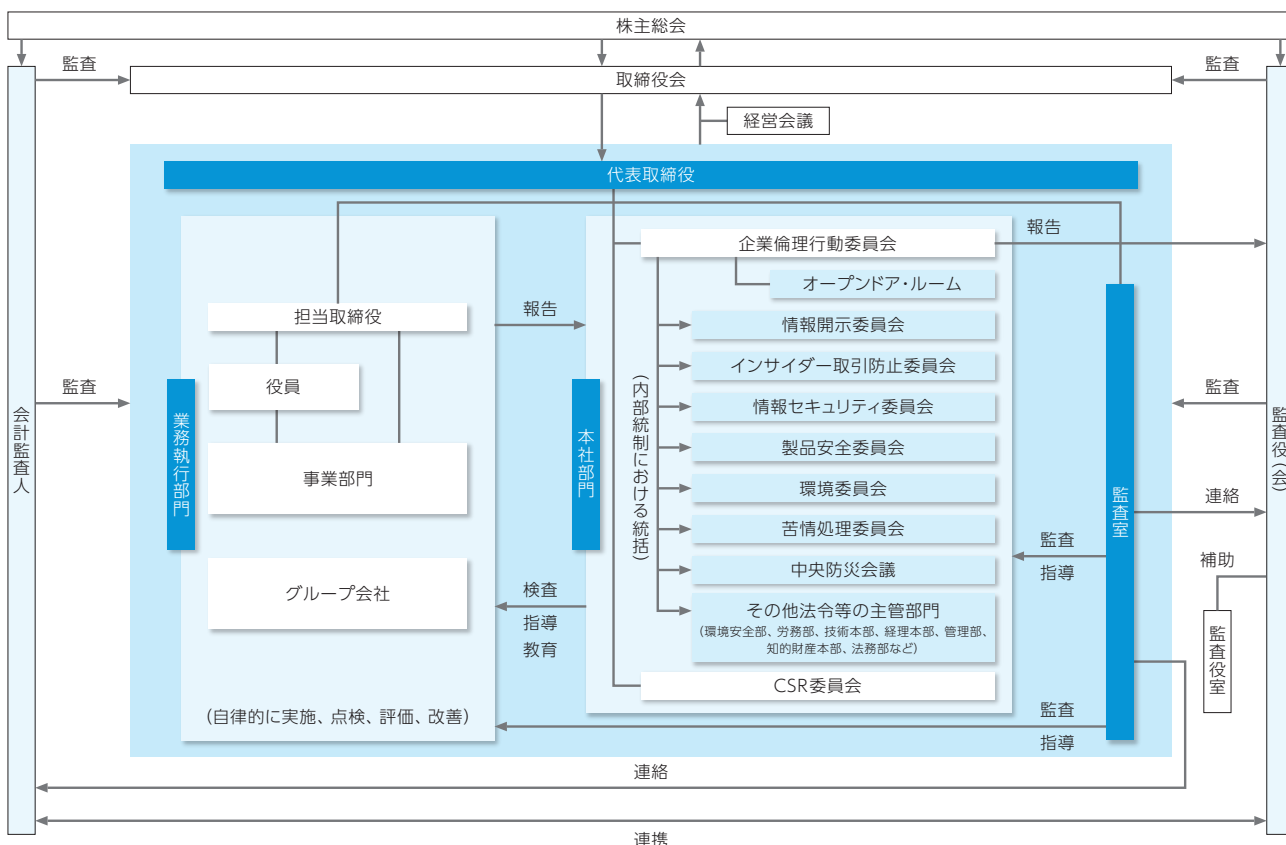 株主総会
監査
取締役会
監査
経営会議
代表取締役
企業倫理行動委員会
報告
オープンドア・ルーム
担当取締役
報告
情報開示委員会
役員
インサイダー取引防止委員会
監査
監査
会計監査人
業務執行部門
本社部門
(内部統制における統括)
情報セキュリティ委員会
監査室
監査役(会)
事業部門
製品安全委員会
環境委員会
連絡
苦情処理委員会
監査
指導
補助
グループ会社
中央防災会議
検査
指導
教育
その他法令等の主管部門
(環境安全部、労務部、技術本部、経理本部、管理部、
知的財産本部、法務部など)
監査役室
CSR委員会
(自律的に実施、点検、評価、改善)
監査
指導
連絡
連携